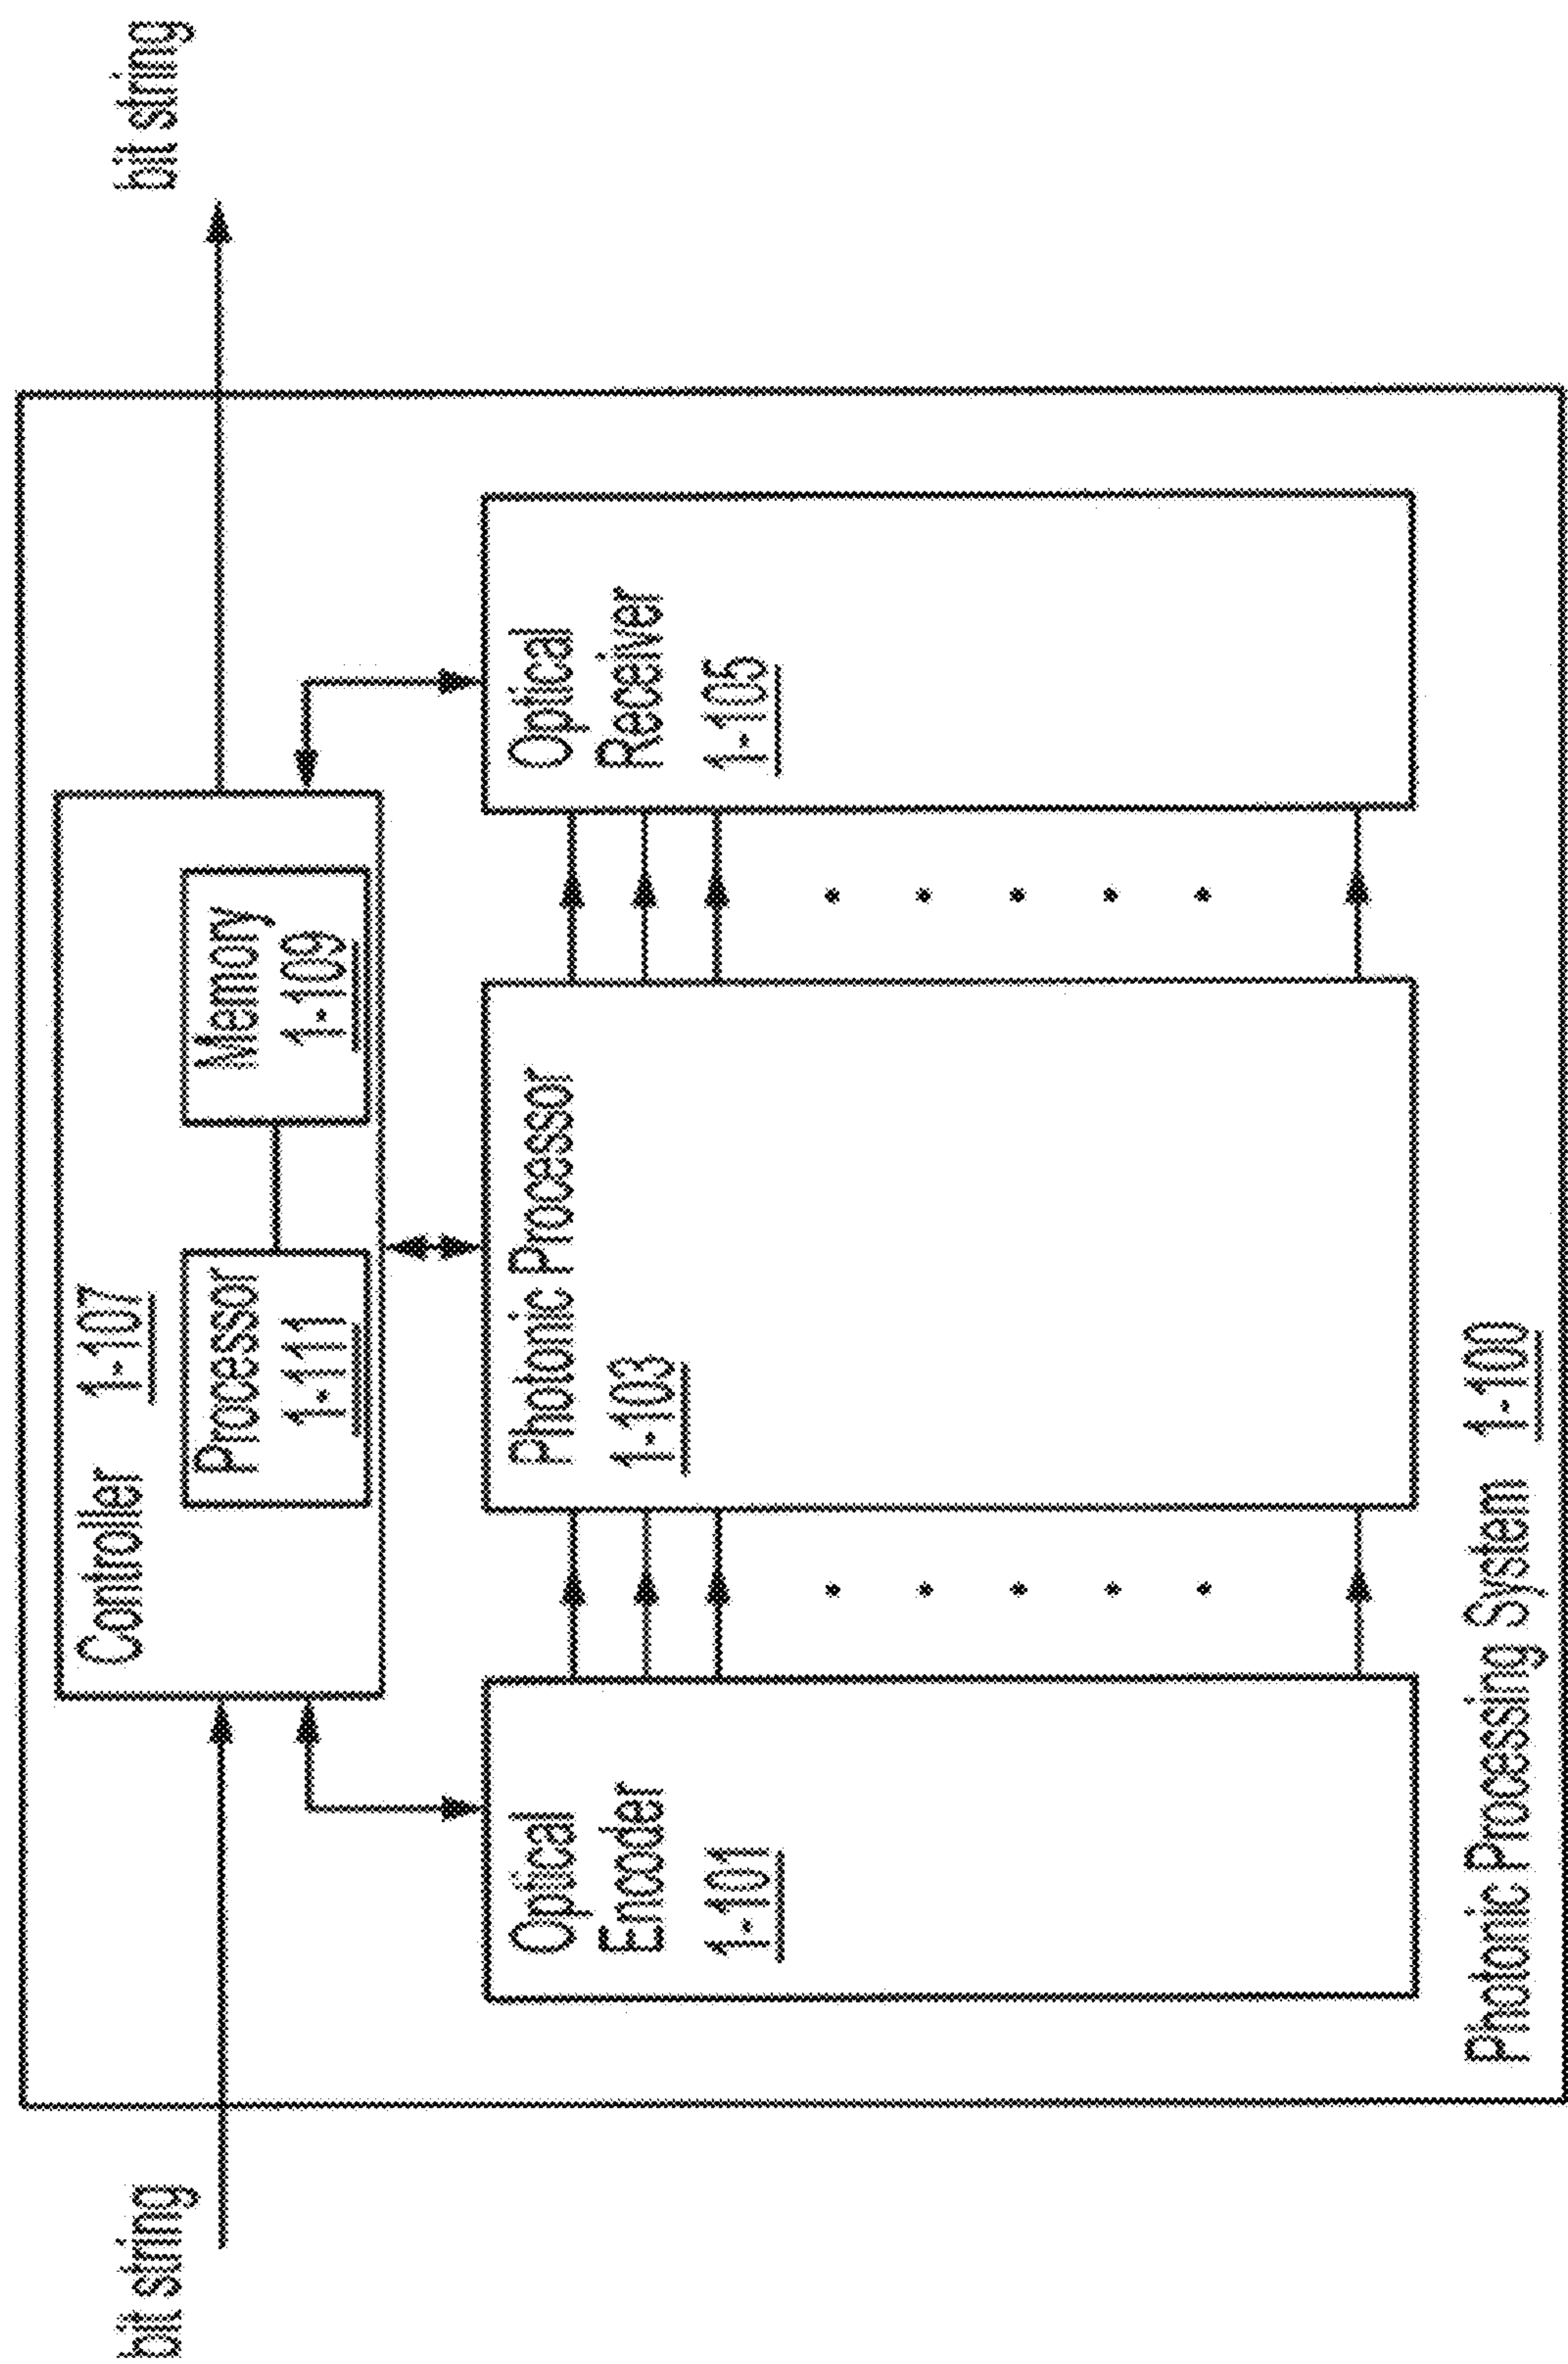 bit string
bit string
Controller 1-107
Processor
1-111
Memory
1-109
Optical
Encoder
1-101
Photonic Processor
1-103
Optical
Receiver
1-105
Photonic Processing System 1-100